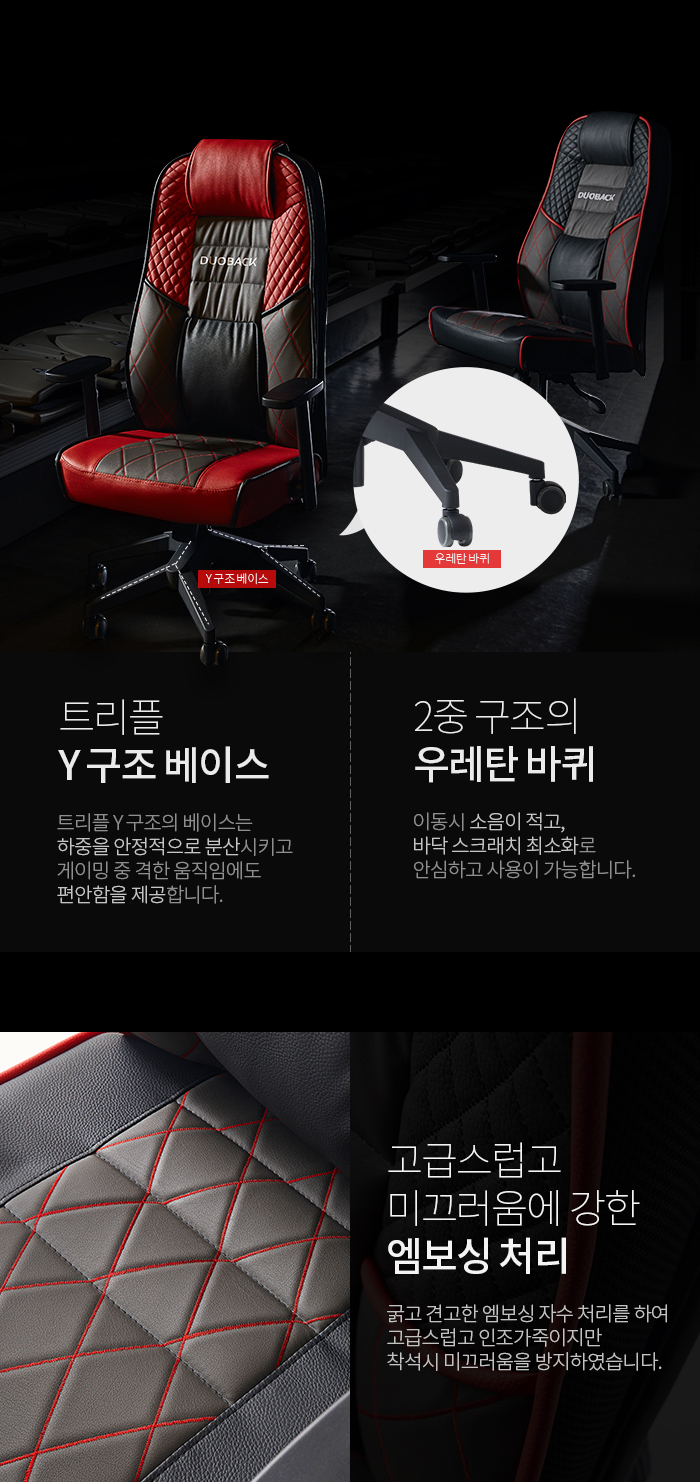 DUOBACK
DUOBACK
우레탄 바퀴
Y구조 베이스
트리플
Y 구조 베이스
트리플 Y 구조의 베이스는
하중을 안정적으로 분산시키고
게이밍 중 격한 움직임에도
편안함을 제공합니다.
2중 구조의
우레탄 바퀴
이동시 소음이 적고,
바닥 스크래치 최소화로
안심하고 사용이 가능합니다.
고급스럽고
미끄러움에 강한
엠보싱 처리
굵고 견고한 엠보싱 자수 처리를 하여
고급스럽고 인조가죽이지만
착석시 미끄러움을 방지하였습니다.